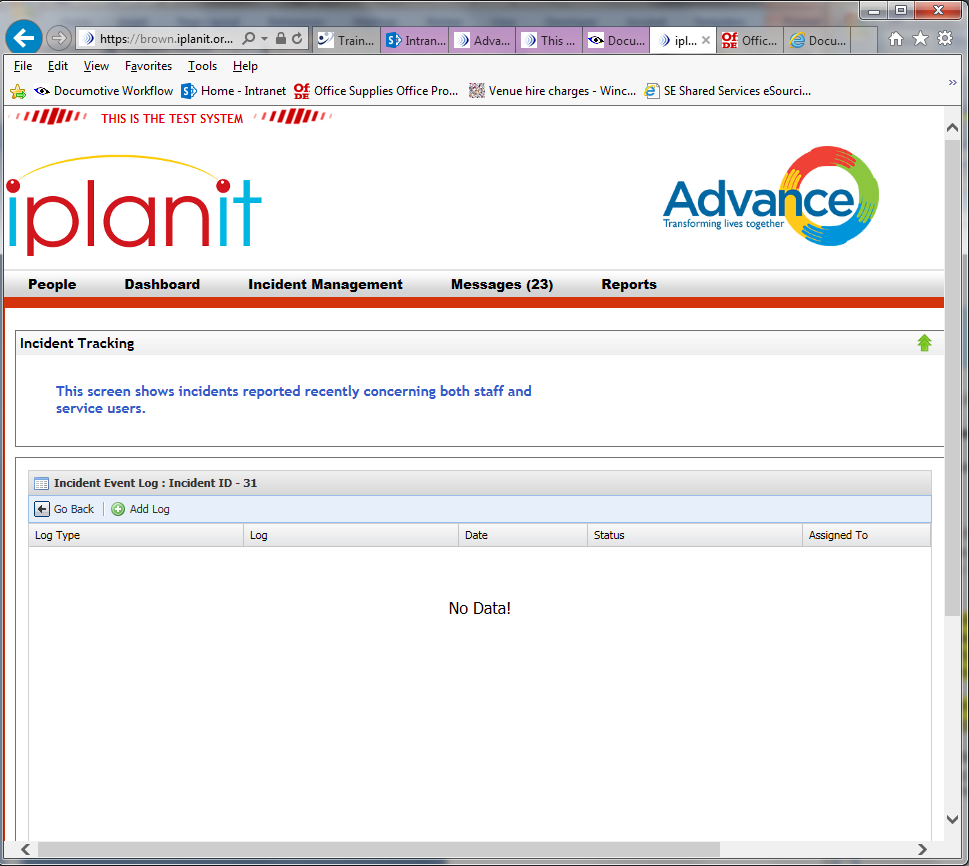 https://brown.iplanit.or...
Train...
Intran...
Adva...
This ...
Docu...
ipl...
Offic...
Docu...
File Edit View Favorites Tools Help
Documotive Workflow
Home - Intranet
Office Supplies Office Pro...
Venue hire charges - Winc...
SE Shared Services eSourci...
THIS IS THE TEST SYSTEM
iplanit
Advance
Transforming lives together
People Dashboard Incident Management Messages (23) Reports
Incident Tracking
This screen shows incidents reported recently concerning both staff and
service users.
Incident Event Log : Incident ID - 31
Go Back Add Log
Log Type Log Date Status Assigned To
No Data!